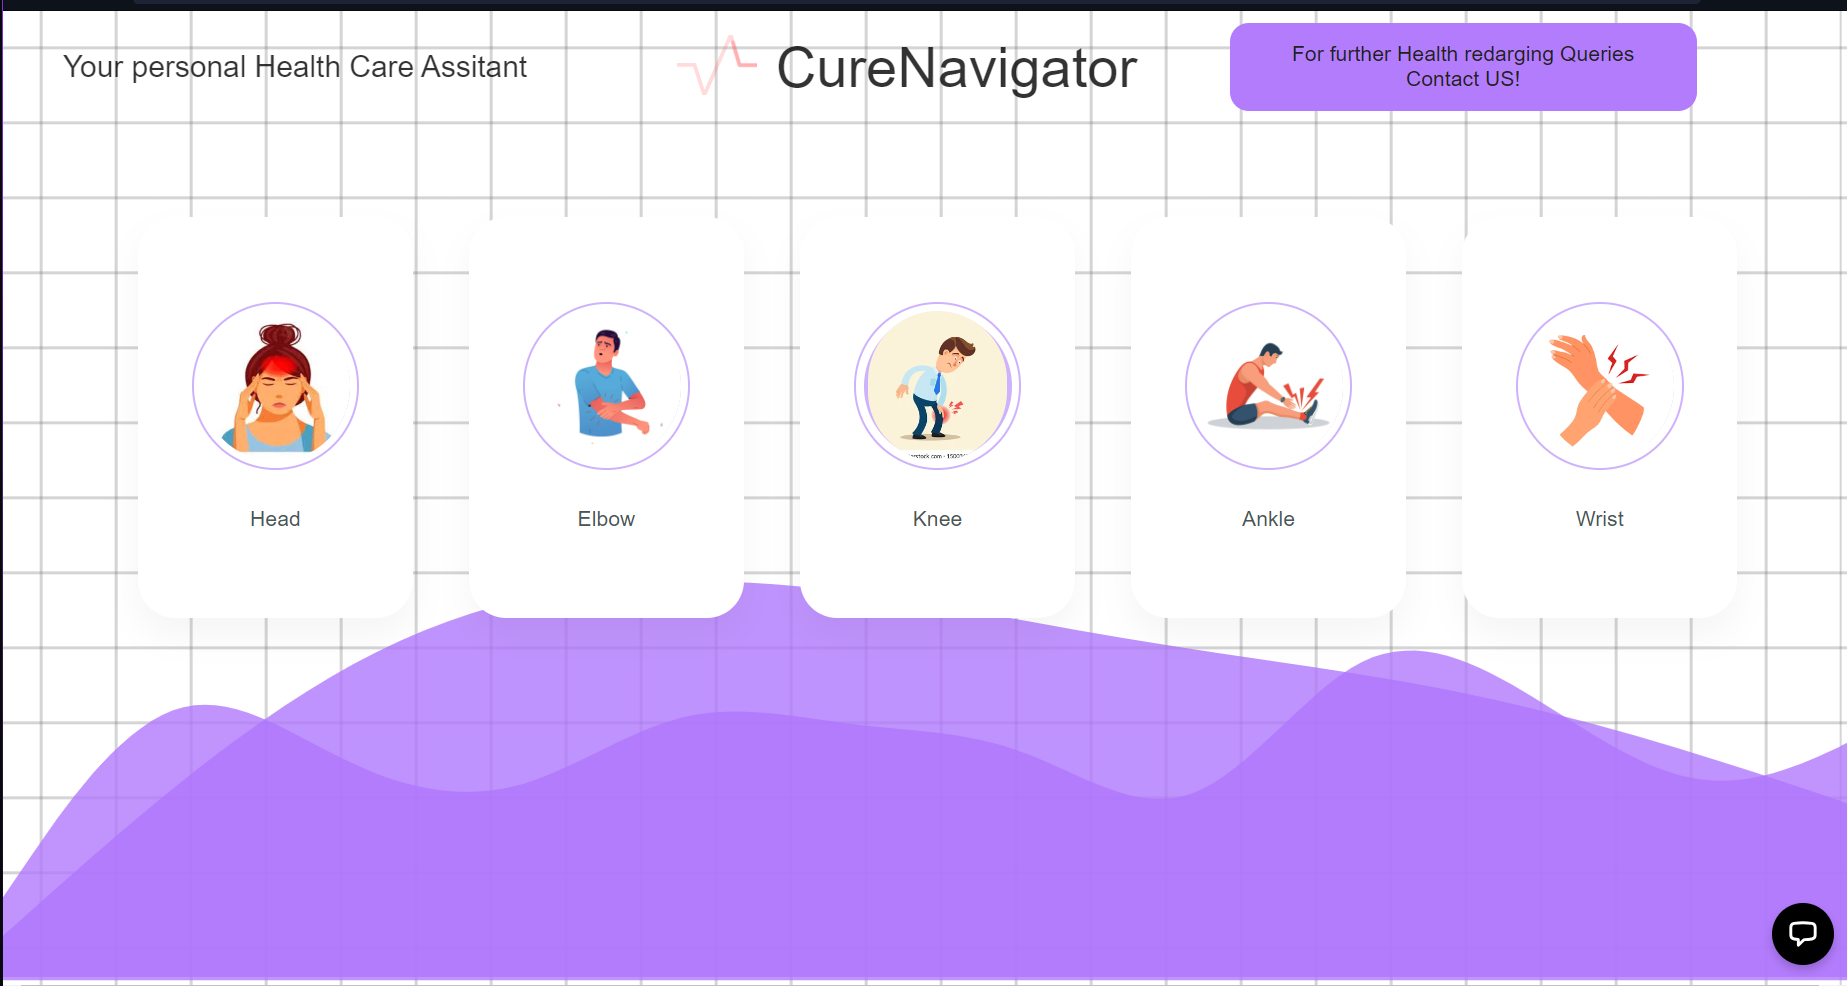 Your personal Health Care Assitant
CureNavigator
For further Health redarging Queries
Contact US!
Head
Elbow
Knee
Ankle
Wrist